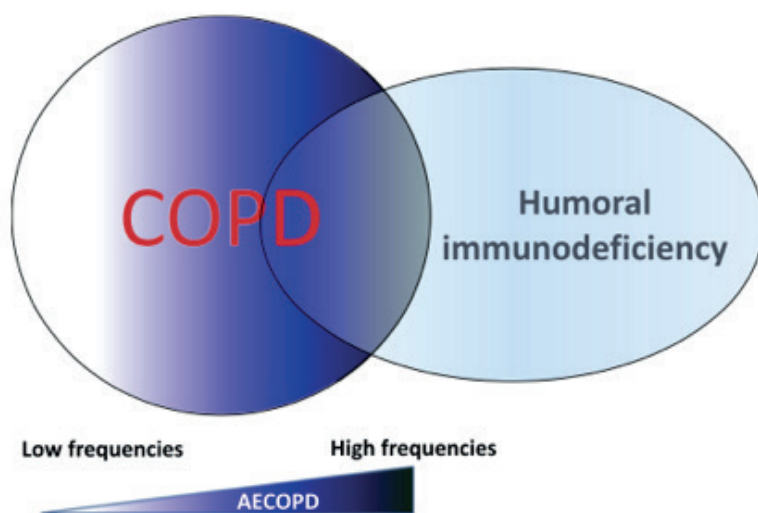 COPD
Humoral
immunodeficiency
Low frequencies
High frequencies
AECOPD